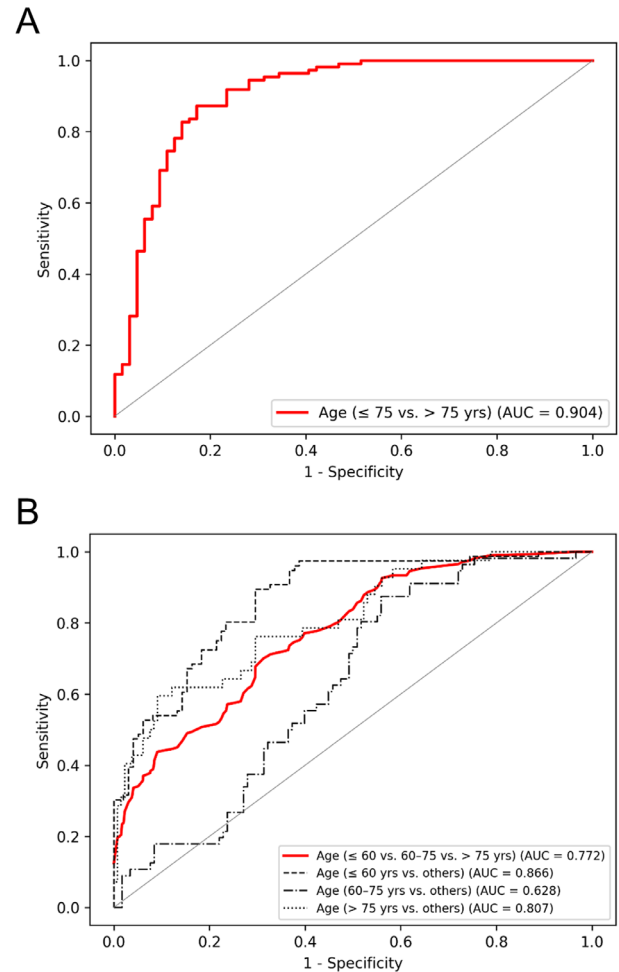 A
1.0
0.8
0.6
0.4
0.2
0.0
Sensitivity
Age (≤ 75 vs. > 75 yrs) (AUC = 0.904)
0.0 0.2 0.4 0.6 0.8 1.0
1 - Specificity
B
1.0
0.8
0.6
0.4
0.2
0.0
Sensitivity
Age (≤ 60 vs. 60–75 vs. > 75 yrs) (AUC = 0.772)
Age (≤ 60 yrs vs. others) (AUC = 0.866)
Age (60–75 yrs vs. others) (AUC = 0.628)
Age (> 75 yrs vs. others) (AUC = 0.807)
0.0 0.2 0.4 0.6 0.8 1.0
1 - Specificity